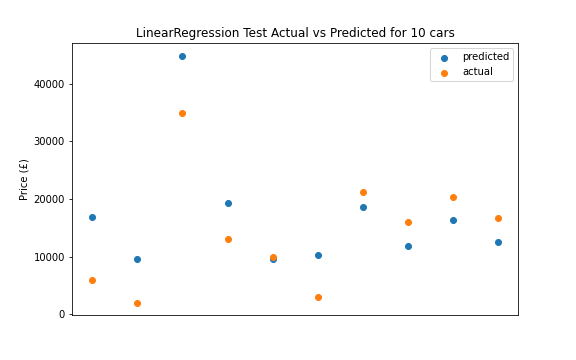 LinearRegression Test Actual vs Predicted for 10 cars
predicted
actual
40000
30000
20000
10000
0
Price (£)